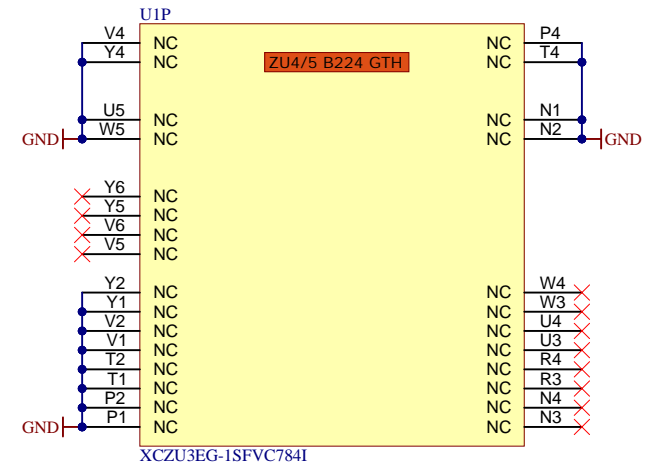 U1P
V4 NC NC P4
Y4 NC ZU4/5 B224 GTH NC T4
U5 NC NC N1
GND W5 NC NC N2 GND
Y6 NC
Y5 NC
V6 NC
V5 NC
Y2 NC NC W4
Y1 NC NC W3
V2 NC NC U4
V1 NC NC U3
T2 NC NC R4
T1 NC NC R3
P2 NC NC N4
GND P1 NC NC N3
XCZU3EG-1SFVC784I